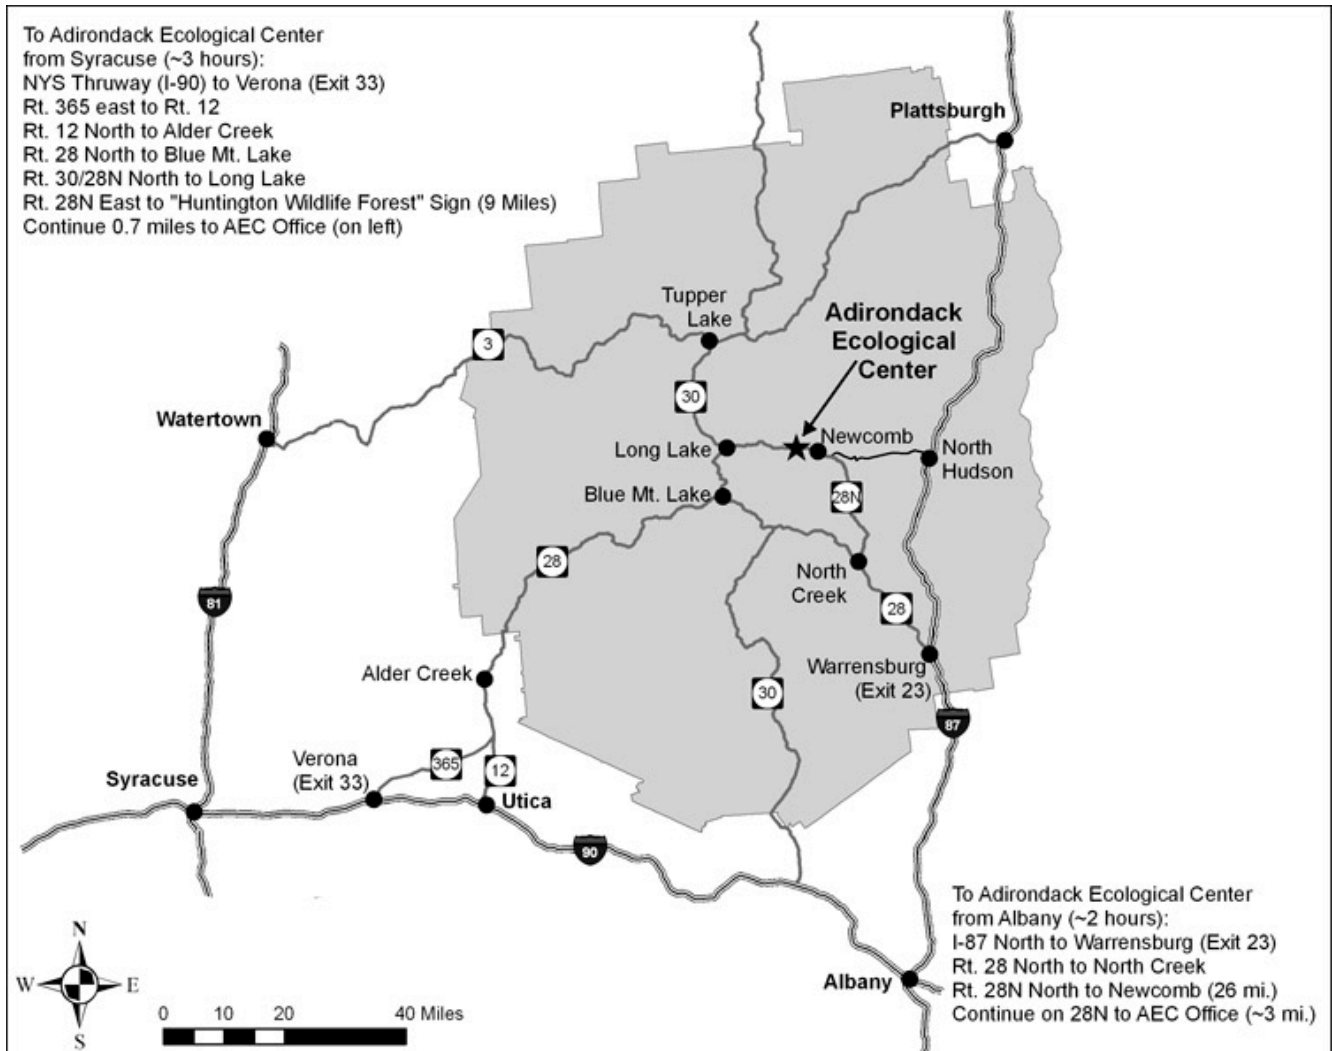 To Adirondack Ecological Center
from Syracuse (~3 hours):
NYS Thruway (I-90) to Verona (Exit 33)
Rt. 365 east to Rt. 12
Rt. 12 North to Alder Creek
Rt. 28 North to Blue Mt. Lake
Rt. 30/28N North to Long Lake
Rt. 28N East to "Huntington Wildlife Forest" Sign (9 Miles)
Continue 0.7 miles to AEC Office (on left)
Plattsburgh
Tupper
Lake
Adirondack
Ecological
Center
3
30
Watertown
Long Lake
Newcomb
North
Hudson
Blue Mt. Lake
28N
28
North
Creek
81
28
Alder Creek
Warrensburg
(Exit 23)
30
87
Verona
(Exit 33)
365
12
Syracuse
Utica
90
To Adirondack Ecological Center
from Albany (~2 hours):
I-87 North to Warrensburg (Exit 23)
Rt. 28 North to North Creek
Rt. 28N North to Newcomb (26 mi.)
Continue on 28N to AEC Office (~3 mi.)
Albany
N
W
E
S
0 10 20 40 Miles